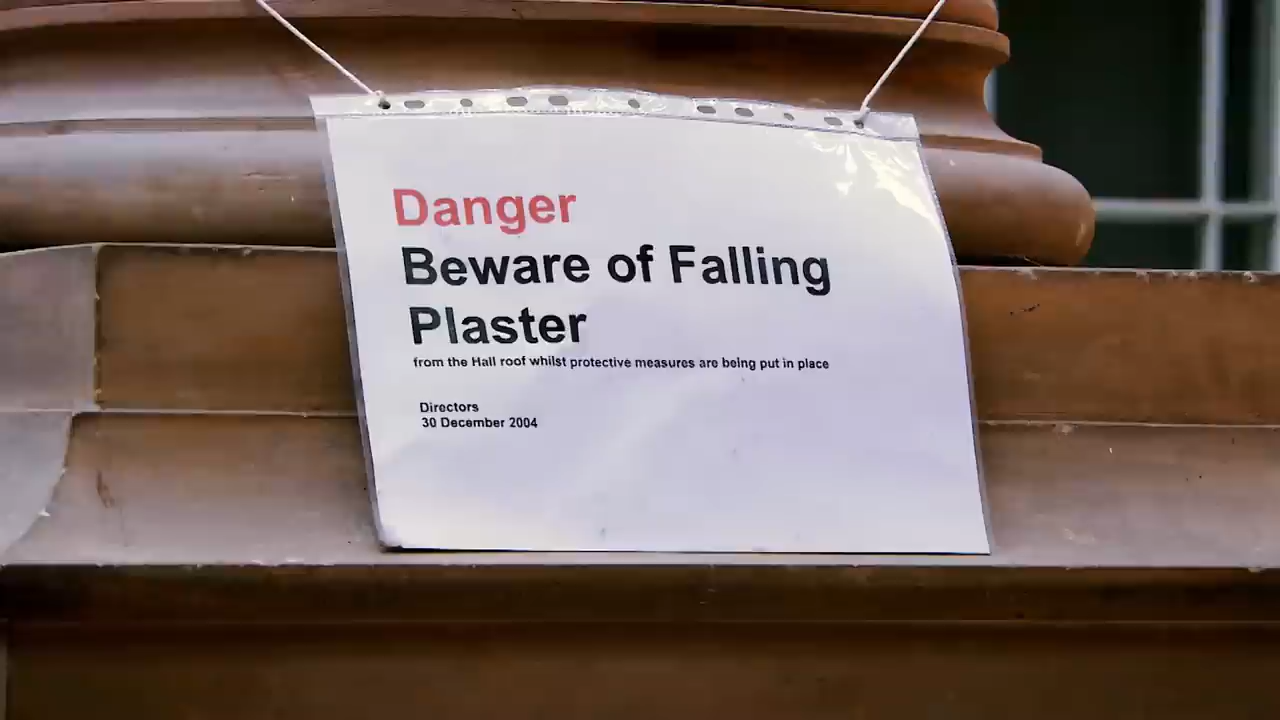 Danger
Beware of Falling
Plaster
from the Hall roof whilst protective measures are being put in place
Directors
30 December 2004